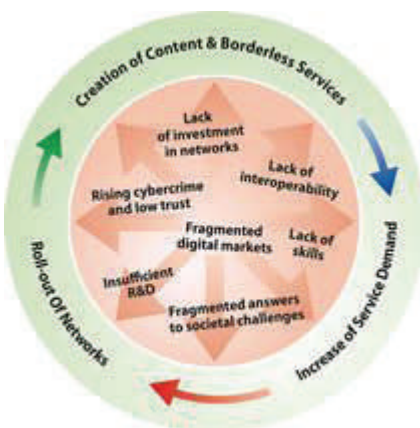 Creation of Content & Borderless Services
Lack
of investment
in networks
Lack of
interoperability
Rising cybercrime
and low trust
Fragmented
digital markets
Lack of
skills
Insufficient
R&D
Fragmented answers
to societal challenges
Roll-out Of Networks
Increase of Service Demand